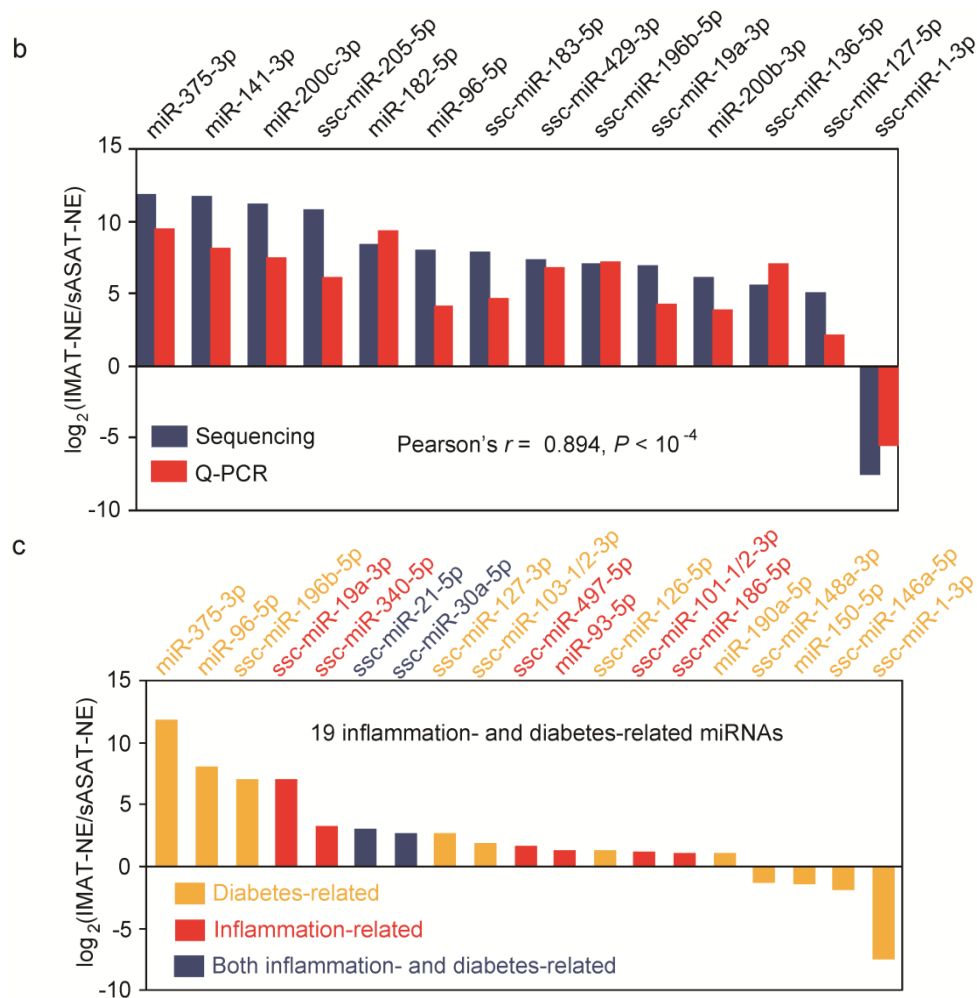 b
miR-375-3p
miR-141-3p
miR-200c-3p
ssc-miR-205-5p
miR-182-5p
miR-96-5p
ssc-miR-183-5p
ssc-miR-429-3p
ssc-miR-196b-5p
ssc-miR-19a-3p
miR-200b-3p
ssc-miR-136-5p
ssc-miR-127-5p
ssc-miR-1-3p
log2(IMAT-NE/sASAT-NE)
15
10
5
0
-5
-10
Sequencing
Q-PCR
Pearson's r = 0.894, P < 10^-4
c
miR-375-3p
miR-96-5p
ssc-miR-196b-5p
ssc-miR-19a-3p
ssc-miR-340-5p
ssc-miR-21-5p
ssc-miR-30a-5p
ssc-miR-127-3p
ssc-miR-103-1/2-3p
ssc-miR-497-5p
miR-93-5p
ssc-miR-126-5p
ssc-miR-101-1/2-3p
ssc-miR-186-5p
miR-190a-5p
ssc-miR-148a-3p
miR-150-5p
ssc-miR-146a-5p
ssc-miR-1-3p
log2(IMAT-NE/sASAT-NE)
15
10
5
0
-5
-10
19 inflammation- and diabetes-related miRNAs
Diabetes-related
Inflammation-related
Both inflammation- and diabetes-related